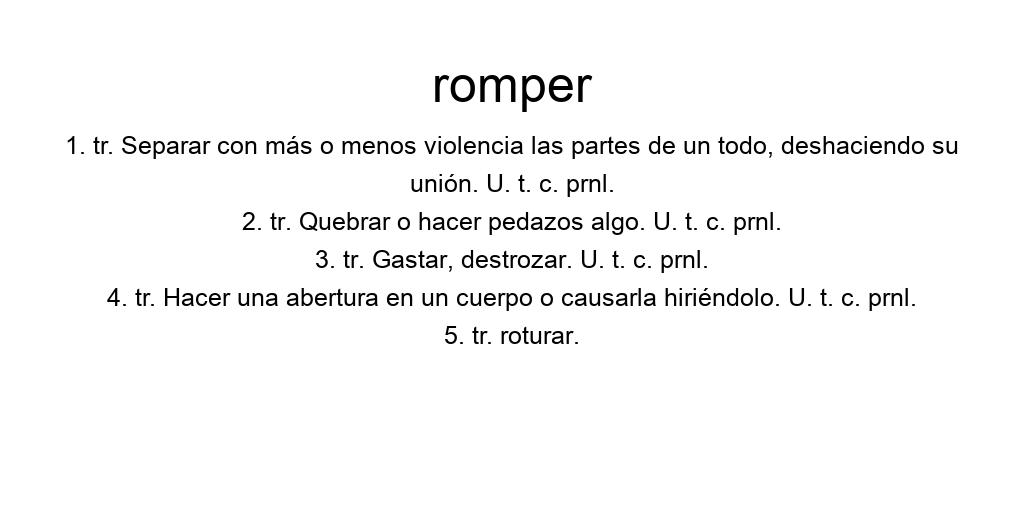 romper
1. tr. Separar con más o menos violencia las partes de un todo, deshaciendo su
unión. U. t. c. prnl.
2. tr. Quebrar o hacer pedazos algo. U. t. c. prnl.
3. tr. Gastar, destrozar. U. t. c. prnl.
4. tr. Hacer una abertura en un cuerpo o causarla hiriéndolo. U. t. c. prnl.
5. tr. roturar.